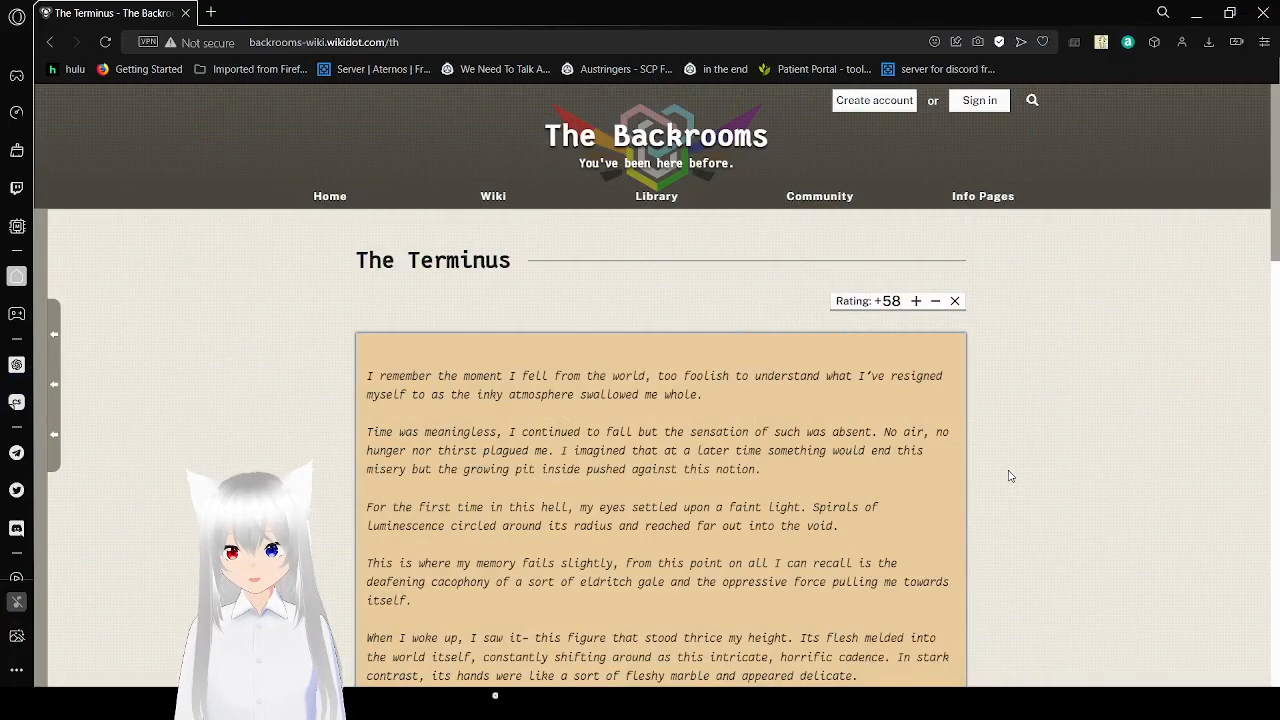 The Terminus - The Backro
Not secure backrooms-wiki.wikidot.com/th
VPN
hulu Getting Started Imported from Firef... Server | Aternos | Fr... We Need To Talk A... Austringers - SCP F... in the end Patient Portal - tool... server for discord fr...
Create account or Sign in
The Backrooms
You've been here before.
Home Wiki Library Community Info Pages
The Terminus
Rating: +58 + − ×
I remember the moment I fell from the world, too foolish to understand what I've resigned
myself to as the inky atmosphere swallowed me whole.
Time was meaningless, I continued to fall but the sensation of such was absent. No air, no
hunger nor thirst plagued me. I imagined that at a later time something would end this
misery but the growing pit inside pushed against this notion.
For the first time in this hell, my eyes settled upon a faint light. Spirals of
luminescence circled around its radius and reached far out into the void.
This is where my memory fails slightly, from this point on all I can recall is the
deafening cacophony of a sort of eldritch gale and the oppressive force pulling me towards
itself.
When I woke up, I saw it– this figure that stood thrice my height. Its flesh melded into
the world itself, constantly shifting around as this intricate, horrific cadence. In stark
contrast, its hands were like a sort of fleshy marble and appeared delicate.